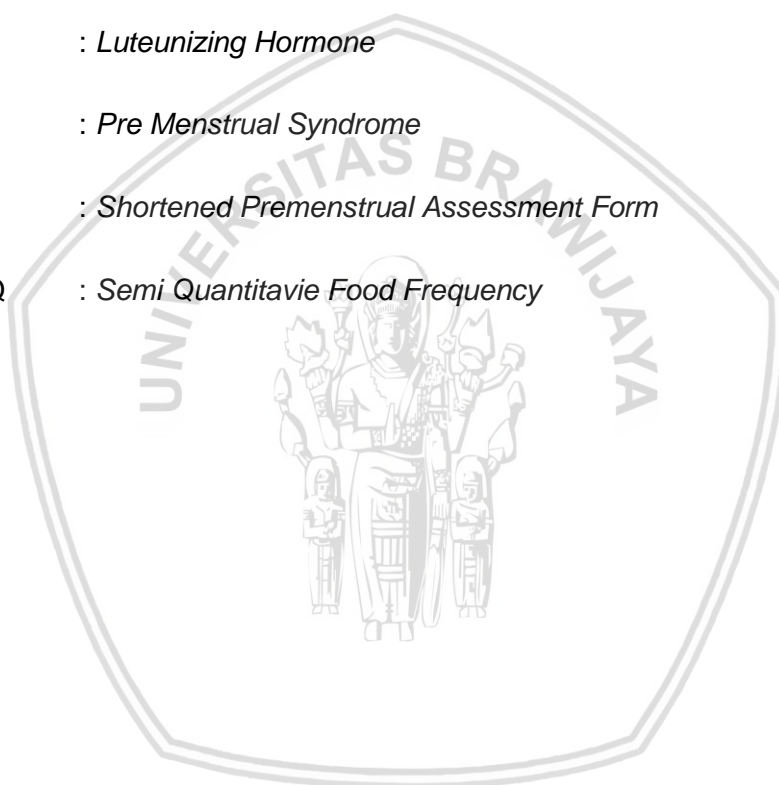 : Luteunizing Hormone
: Pre Menstrual Syndrome
: Shortened Premenstrual Assessment Form
Q : Semi Quantitavie Food Frequency
UNIVERSITAS BRAWIJAYA